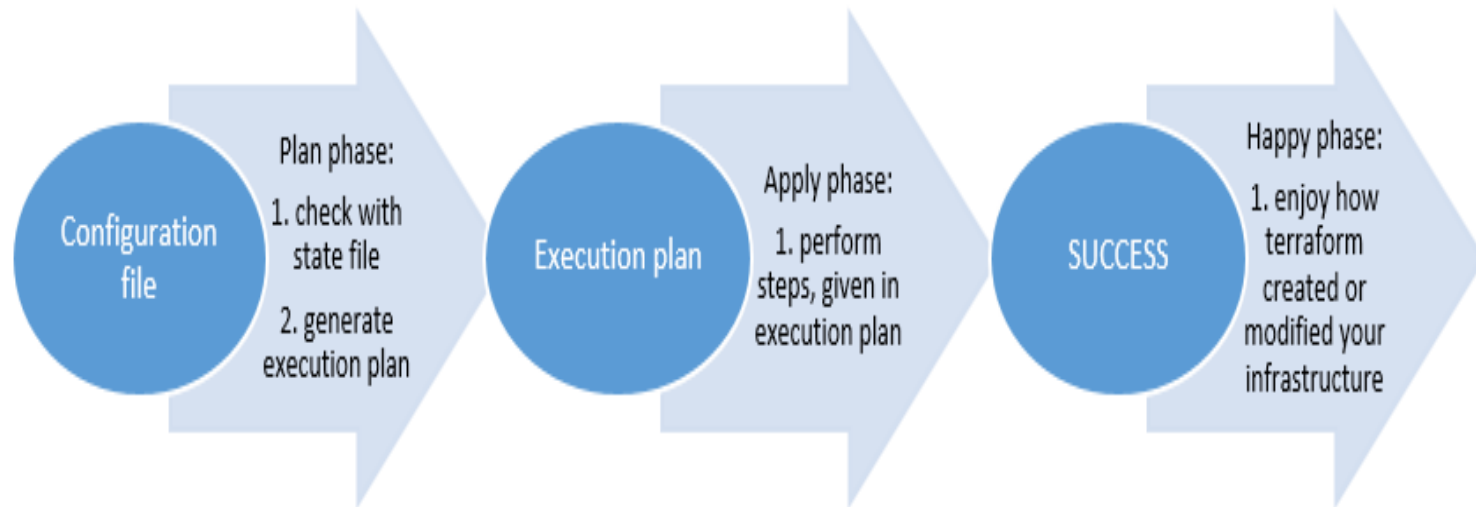 Configuration
file
Plan phase:
1. check with
state file
2. generate
execution plan
Execution plan
Apply phase:
1. perform
steps, given in
execution plan
SUCCESS
Happy phase:
1. enjoy how
terraform
created or
modified your
infrastructure